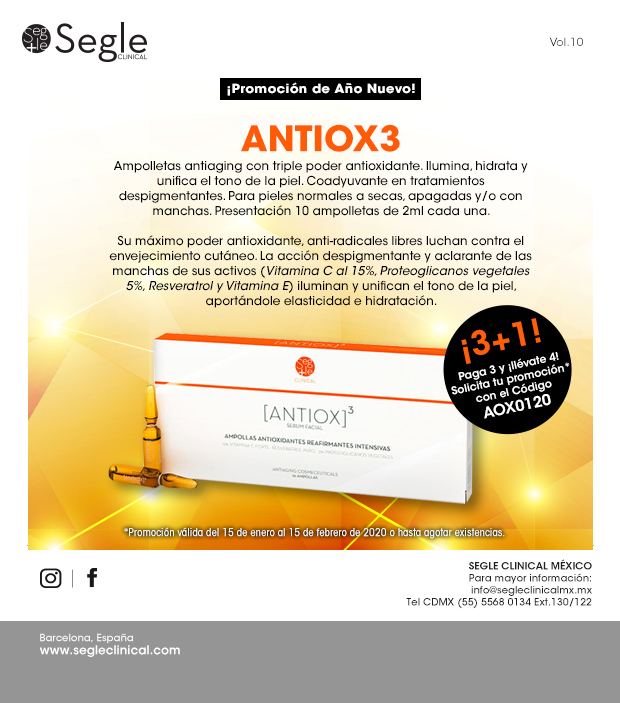 Segle
CLINICAL
Vol.10
¡Promoción de Año Nuevo!
ANTIOX3
Ampolletas antiaging con triple poder antioxidante. Ilumina, hidrata y
unifica el tono de la piel. Coadyuvante en tratamientos
despigmentantes. Para pieles normales a secas, apagadas y/o con
manchas. Presentación 10 ampolletas de 2ml cada una.
Su máximo poder antioxidante, anti-radicales libres luchan contra el
envejecimiento cutáneo. La acción despigmentante y aclarante de las
manchas de sus activos (Vitamina C al 15%, Proteoglicanos vegetales
5%, Resveratrol y Vitamina E) iluminan y unifican el tono de la piel,
aportándole elasticidad e hidratación.
¡3+1!
Paga 3 y ¡llévate 4!
Solicita tu promoción*
con el Código
AOX0120
[ANTIOX]³
CLINICAL
[ANTIOX]³
SERUM FACIAL
AMPOLLAS ANTIOXIDANTES REAFIRMANTES INTENSIVAS
ANTIAGING COSMECEUTICALS
10 AMPOLLAS
*Promoción válida del 15 de enero al 15 de febrero de 2020 o hasta agotar existencias.
SEGLE CLINICAL MÉXICO
Para mayor información:
info@segleclinicalmx.mx
Tel CDMX (55) 5568 0134 Ext.130/122
Barcelona, España
www.segleclinical.com